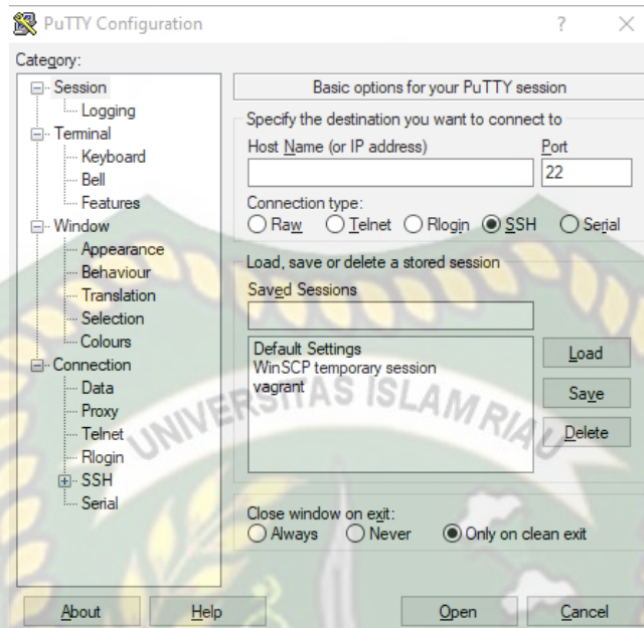 PuTTY Configuration
? ×
Category:
Session
Logging
Terminal
Keyboard
Bell
Features
Window
Appearance
Behaviour
Translation
Selection
Colours
Connection
Data
Proxy
Telnet
Rlogin
SSH
Serial
Basic options for your PuTTY session
Specify the destination you want to connect to
Host Name (or IP address) Port
22
Connection type:
Raw Telnet Rlogin SSH Serial
Load, save or delete a stored session
Saved Sessions
Default Settings
WinSCP temporary session
vagrant
Load
Save
Delete
UNIVERSITAS ISLAM RIAU
Close window on exit:
Always Never Only on clean exit
About Help Open Cancel